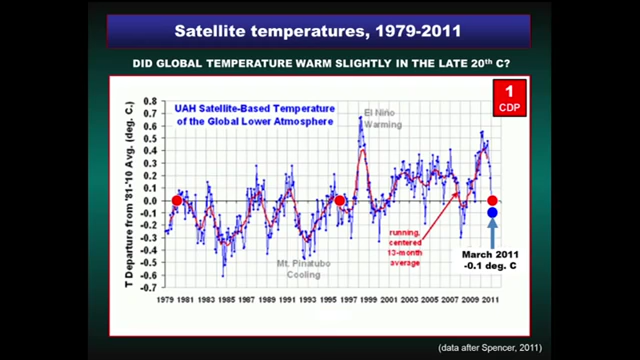 Satellite temperatures, 1979-2011
DID GLOBAL TEMPERATURE WARM SLIGHTLY IN THE LATE 20th C?
1
CDP
T Departure from '81-10 Avg. (deg. C.)
0.8
0.7
0.6
0.5
0.4
0.3
0.2
0.1
0.0
-0.1
-0.2
-0.3
-0.4
-0.5
-0.6
-0.7
UAH Satellite-Based Temperature
of the Global Lower Atmosphere
El Niño
Warming
Mt. Pinatubo
Cooling
running,
centered
13-month
average
March 2011
-0.1 deg. C
1979 1981 1983 1985 1987 1989 1991 1993 1995 1997 1999 2001 2003 2005 2007 2009 2011
(data after Spencer, 2011)